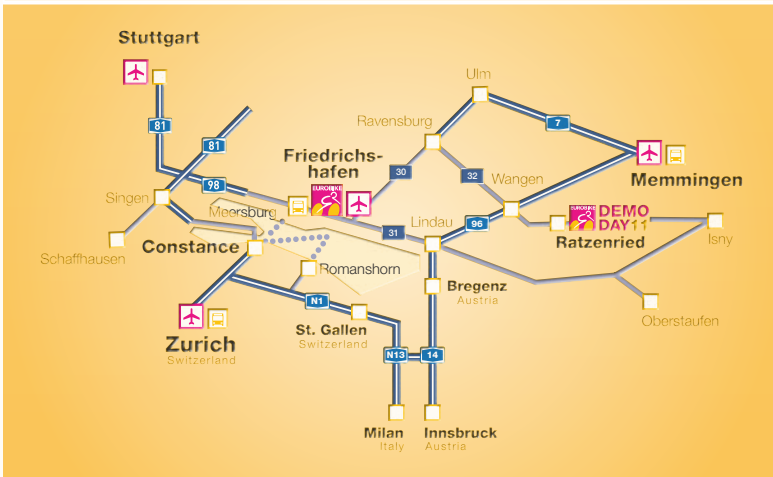 Stuttgart
Ulm
81
7
Ravensburg
81
Friedrichs-
hafen
30
32
Memmingen
98
EUROBIKE
Wangen
Singen
Meersburg
EUROBIKE
DEMO
DAY11
31
Lindau
96
Ratzenried
Isny
Constance
Schaffhausen
Romanshorn
Bregenz
Austria
N1
St. Gallen
Switzerland
Oberstaufen
Zurich
Switzerland
N13
14
Milan
Italy
Innsbruck
Austria